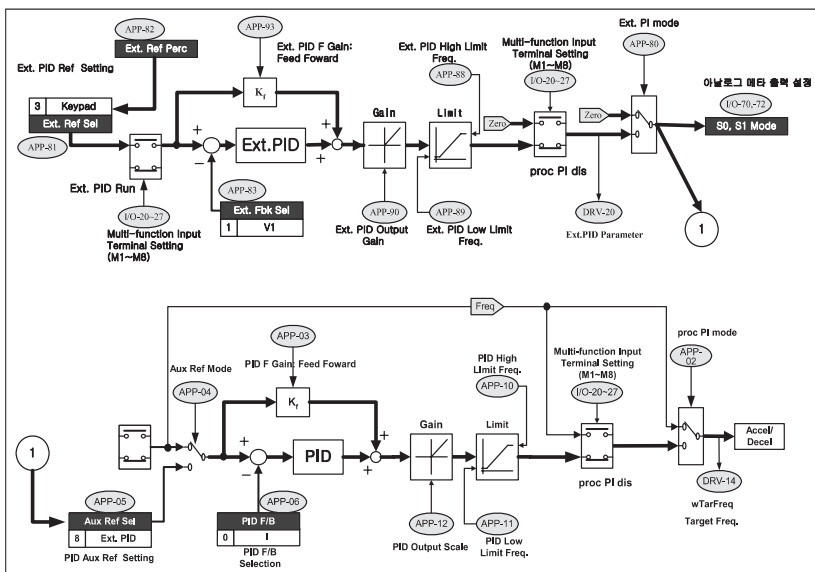 APP-82
Ext. Ref Perc
Ext. PID Ref Setting
3 Keypad
Ext. Ref Sel
APP-81
Ext. PID Run
I/O-20~27
Multi-function Input
Terminal Setting
(M1~M8)
APP-93
Ext. PID F Gain:
Feed Foward
Kf
+
−
Ext.PID
+
+
APP-83
Ext. Fbk Sel
1 V1
Gain
APP-90
Ext. PID Output
Gain
Ext. PID High Limit
Freq.
APP-88
Limit
APP-89
Ext. PID Low Limit
Freq.
Multi-function Input
Terminal Setting
(M1~M8)
I/O-20~27
Zero
proc PI dis
Ext. PI mode
APP-80
Zero
DRV-20
Ext.PID Parameter
아날로그 메타 출력 설정
I/O-70,-72
S0, S1 Mode
1
Freq
1
Aux Ref Mode
APP-04
APP-05
Aux Ref Sel
8 Ext. PID
PID Aux Ref Setting
APP-03
PID F Gain: Feed Foward
Kf
+
−
PID
+
+
APP-06
PID F/B
0 I
PID F/B
Selection
Gain
APP-12
PID Output Scale
PID High
LImit Freq.
APP-10
Limit
APP-11
PID Low
Limit Freq.
Multi-function Input
Terminal Setting
(M1~M8)
I/O-20~27
proc PI dis
proc PI mode
APP-
02
Accel/
Decel
DRV-14
wTarFreq
Target Freq.